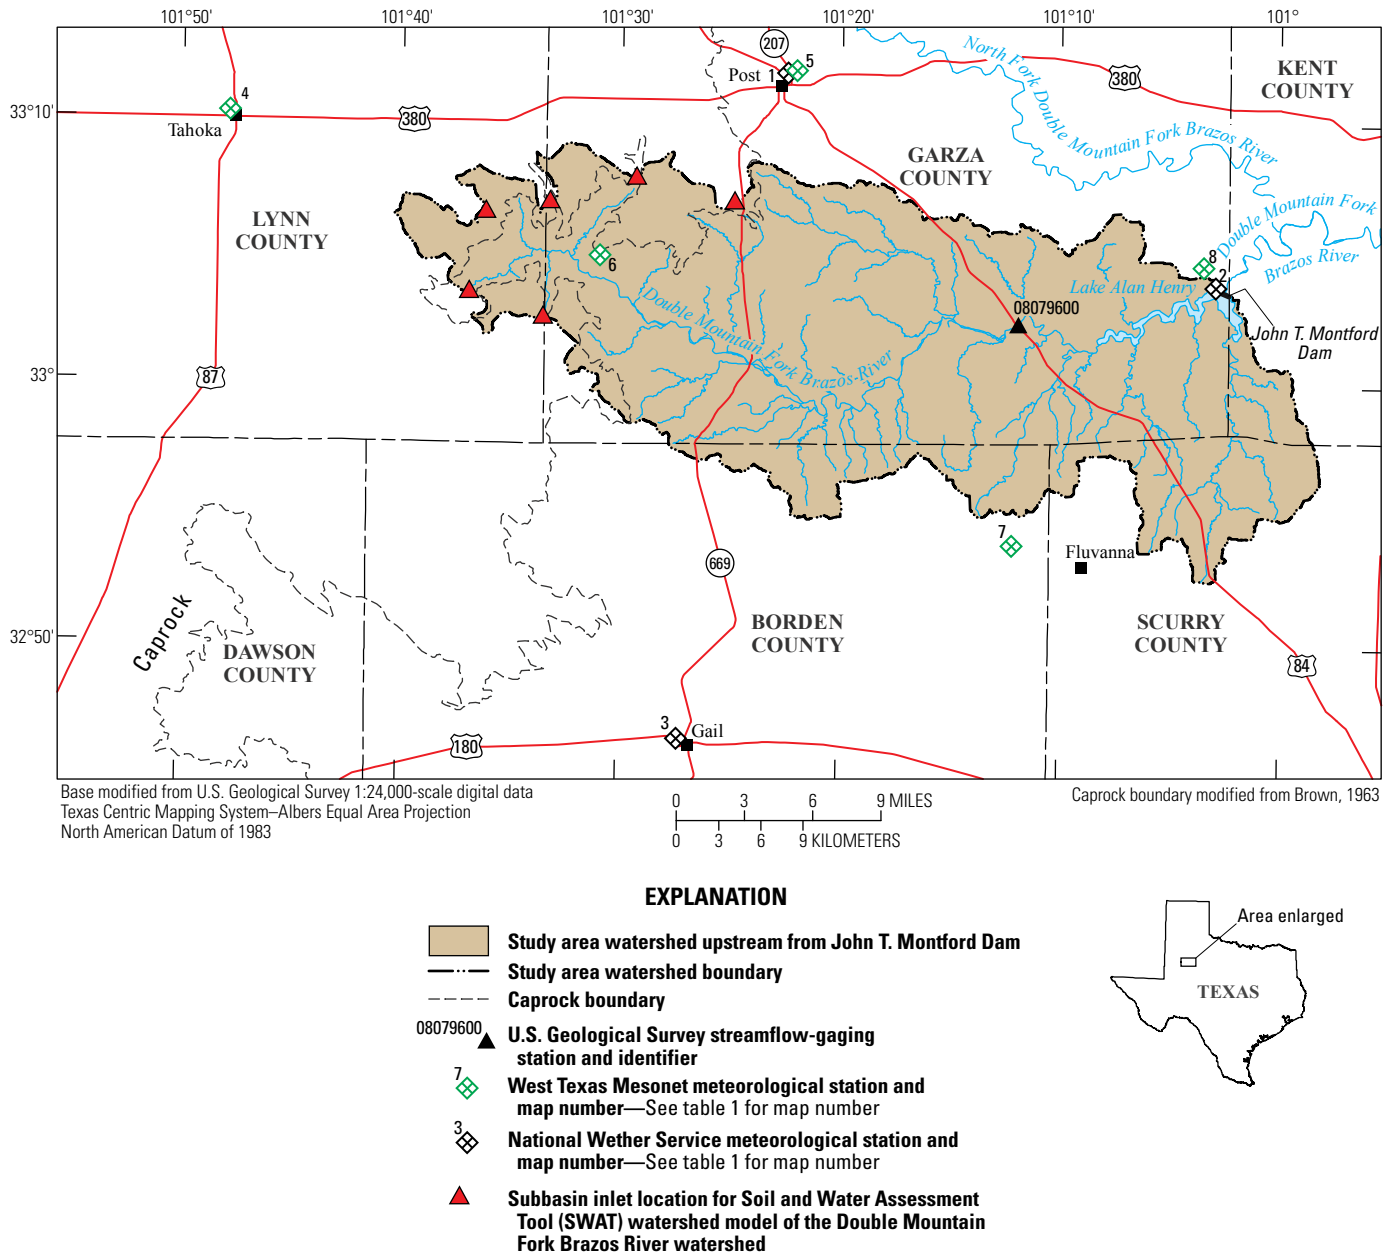 101°50' 101°40' 101°30' 101°20' 101°10' 101°
33°10'
33°
32°50'
207
Post 1 5
380
KENT
COUNTY
North Fork Double Mountain Fork Brazos River
4
Tahoka
380
GARZA
COUNTY
LYNN
COUNTY
Double Mountain Fork
Brazos River
6
8
2
Lake Alan Henry
08079600
John T. Montford
Dam
Double Mountain Fork Brazos River
87
7
Fluvanna
669
Caprock
DAWSON
COUNTY
BORDEN
COUNTY
SCURRY
COUNTY
84
3
Gail
180
Base modified from U.S. Geological Survey 1:24,000-scale digital data
Texas Centric Mapping System–Albers Equal Area Projection
North American Datum of 1983
0 3 6 9 MILES
0 3 6 9 KILOMETERS
Caprock boundary modified from Brown, 1963
EXPLANATION
Study area watershed upstream from John T. Montford Dam
Study area watershed boundary
Caprock boundary
08079600 U.S. Geological Survey streamflow-gaging
station and identifier
7 West Texas Mesonet meteorological station and
map number—See table 1 for map number
3 National Wether Service meteorological station and
map number—See table 1 for map number
Subbasin inlet location for Soil and Water Assessment
Tool (SWAT) watershed model of the Double Mountain
Fork Brazos River watershed
Area enlarged
TEXAS